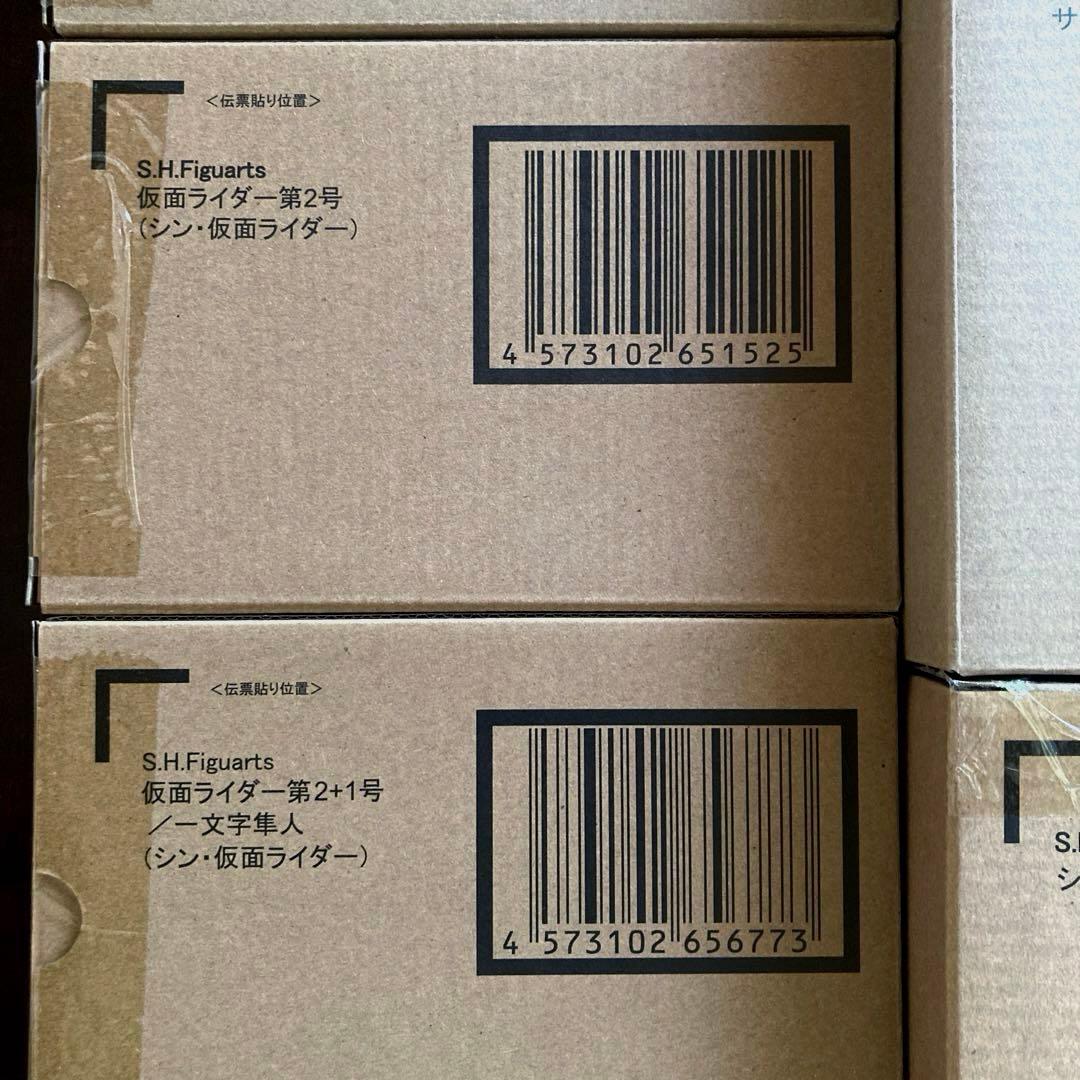 サ
<伝票貼り位置>
S.H.Figuarts
仮面ライダー第2号
(シン・仮面ライダー)
4 573102 651525
<伝票貼り位置>
S.H.Figuarts
仮面ライダー第2+1号
／一文字隼人
(シン・仮面ライダー)
4 573102 656773
S.
シ